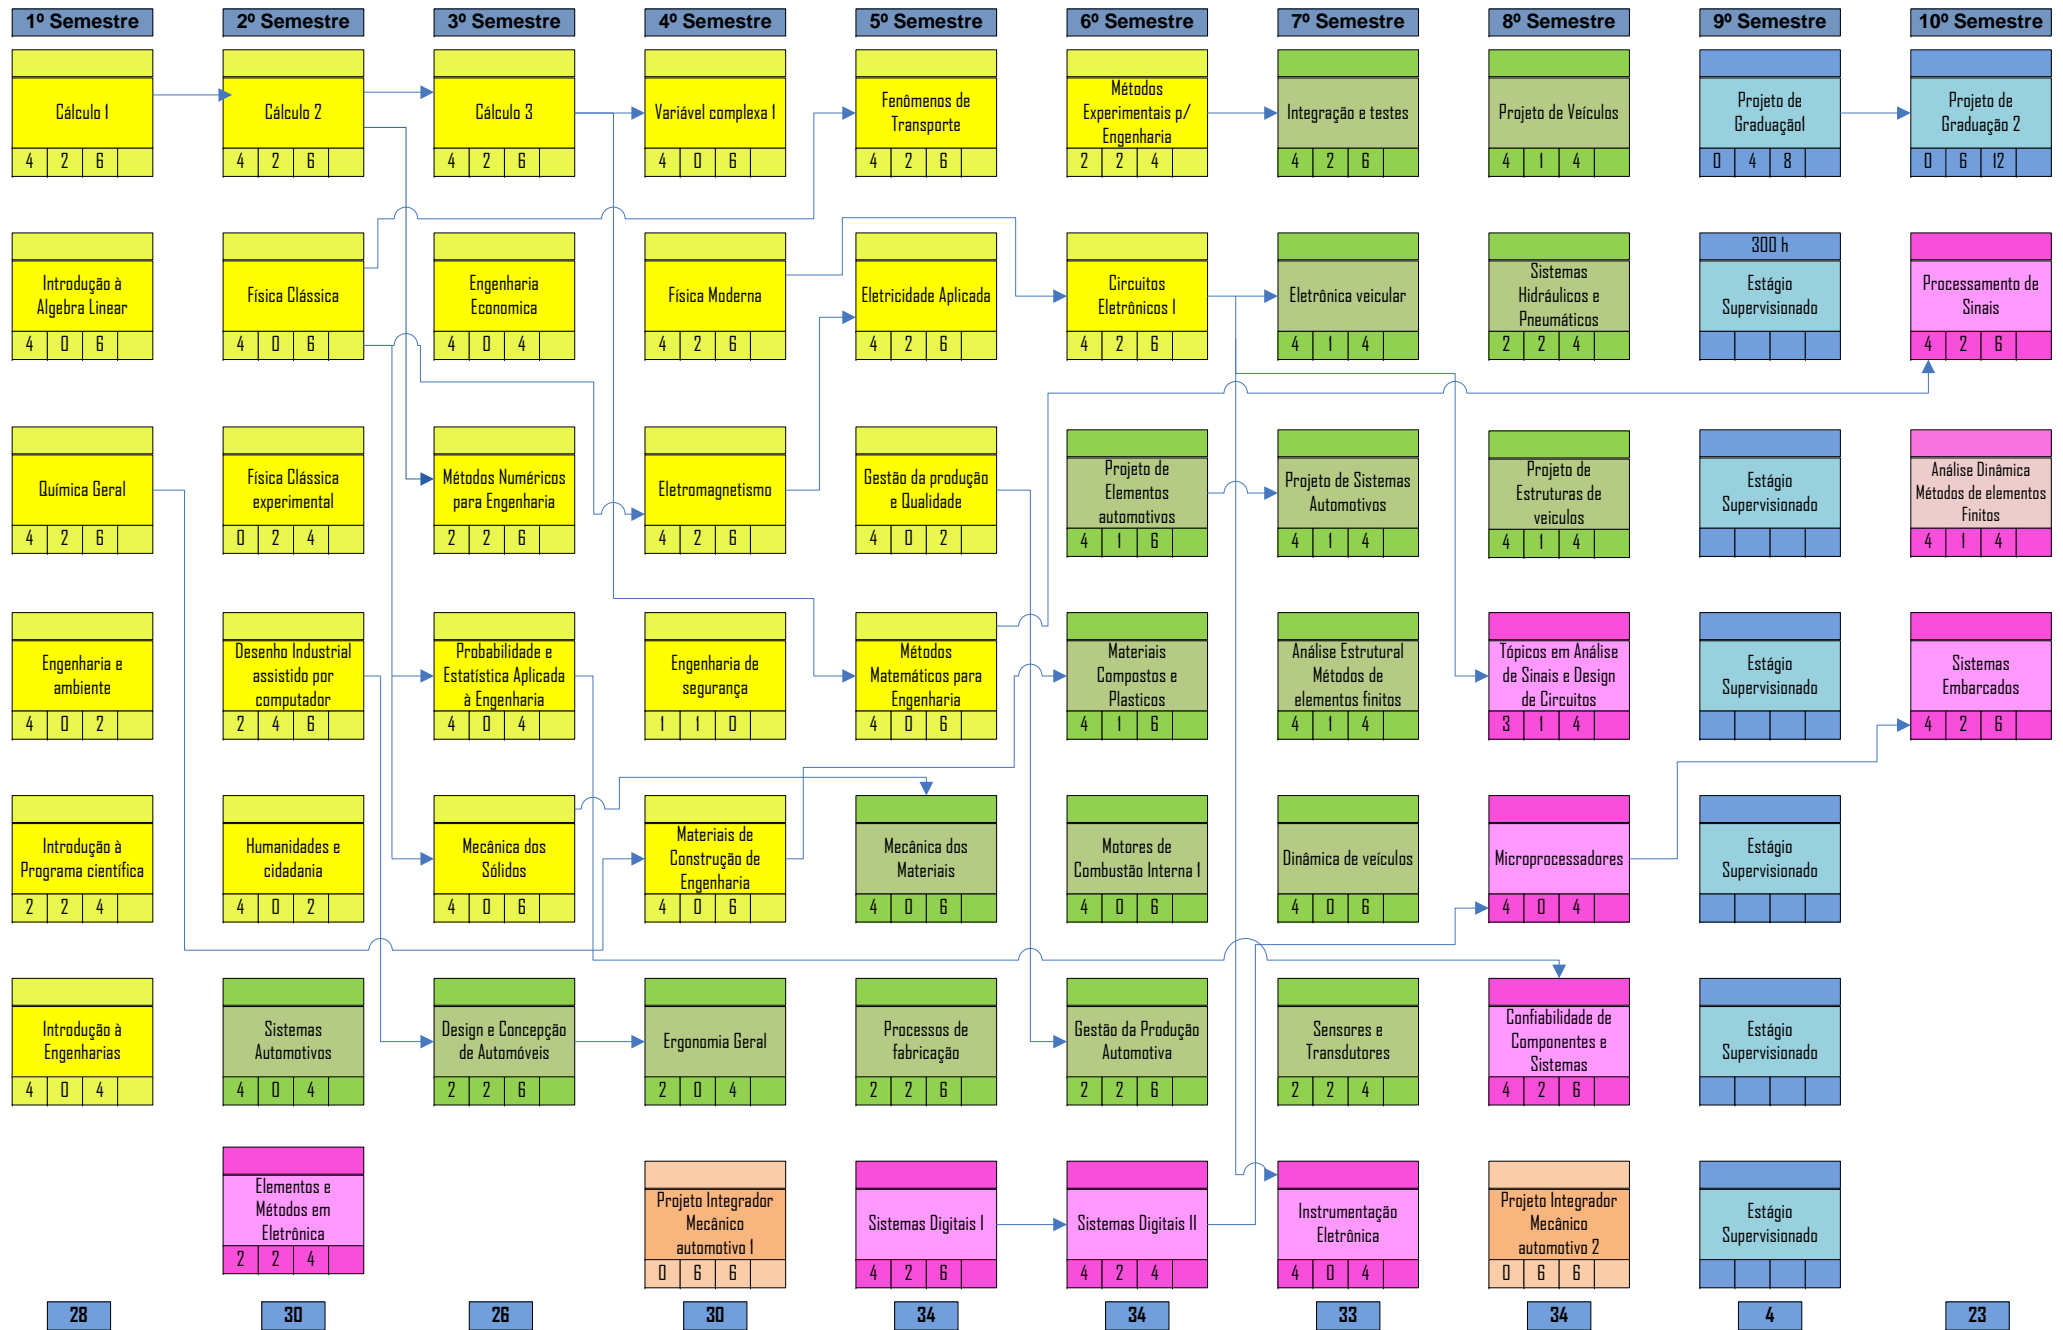 1º Semestre
2º Semestre
3º Semestre
4º Semestre
5º Semestre
6º Semestre
7º Semestre
8º Semestre
9º Semestre
10º Semestre
Cálculo 1
4 2 6
Cálculo 2
4 2 6
Cálculo 3
4 2 6
Variável complexa 1
4 0 6
Fenômenos de
Transporte
4 2 6
Métodos
Experimentais p/
Engenharia
2 2 4
Integração e testes
4 2 6
Projeto de Veículos
4 1 4
Projeto de
Graduação1
0 4 8
Projeto de
Graduação 2
0 6 12
Introdução à
Algebra Linear
4 0 6
Física Clássica
4 0 6
Engenharia
Economica
4 0 4
Física Moderna
4 2 6
Eletricidade Aplicada
4 2 6
Circuitos
Eletrônicos I
4 2 6
Eletrônica veicular
4 1 4
Sistemas
Hidráulicos e
Pneumáticos
2 2 4
300 h
Estágio
Supervisionado
Processamento de
Sinais
4 2 6
Química Geral
4 2 6
Física Clássica
experimental
0 2 4
Métodos Numéricos
para Engenharia
2 2 6
Eletromagnetismo
4 2 6
Gestão da produção
e Qualidade
4 0 2
Projeto de
Elementos
automotivos
4 1 6
Projeto de Sistemas
Automotivos
4 1 4
Projeto de
Estruturas de
veiculos
4 1 4
Estágio
Supervisionado
Análise Dinâmica
Métodos de elementos
Finitos
4 1 4
Engenharia e
ambiente
4 0 2
Desenho Industrial
assistido por
computador
2 4 6
Probabilidade e
Estatística Aplicada
à Engenharia
4 0 4
Engenharia de
segurança
1 1 0
Métodos
Matemáticos para
Engenharia
4 0 6
Materiais
Compostos e
Plasticos
4 1 6
Análise Estrutural
Métodos de
elementos finitos
4 1 4
Tópicos em Análise
de Sinais e Design
de Circuitos
3 1 4
Estágio
Supervisionado
Sistemas
Embarcados
4 2 6
Introdução à
Programa científica
2 2 4
Humanidades e
cidadania
4 0 2
Mecânica dos
Sólidos
4 0 6
Materiais de
Construção de
Engenharia
4 0 6
Mecânica dos
Materiais
4 0 6
Motores de
Combustão Interna 1
4 0 6
Dinâmica de veículos
4 0 6
Microprocessadores
4 0 4
Estágio
Supervisionado
Introdução à
Engenharias
4 0 4
Sistemas
Automotivos
4 0 4
Design e Concepção
de Automóveis
2 2 6
Ergonomia Geral
2 0 4
Processos de
fabricação
2 2 6
Gestão da Produção
Automotiva
2 2 6
Sensores e
Transdutores
2 2 4
Confiabilidade de
Componentes e
Sistemas
4 2 6
Estágio
Supervisionado
Elementos e
Métodos em
Eletrônica
2 2 4
Projeto Integrador
Mecânico
automotivo 1
0 6 6
Sistemas Digitais I
4 2 6
Sistemas Digitais II
4 2 4
Instrumentação
Eletrônica
4 0 4
Projeto Integrador
Mecânico
automotivo 2
0 6 6
Estágio
Supervisionado
28
30
26
30
34
34
33
34
4
23